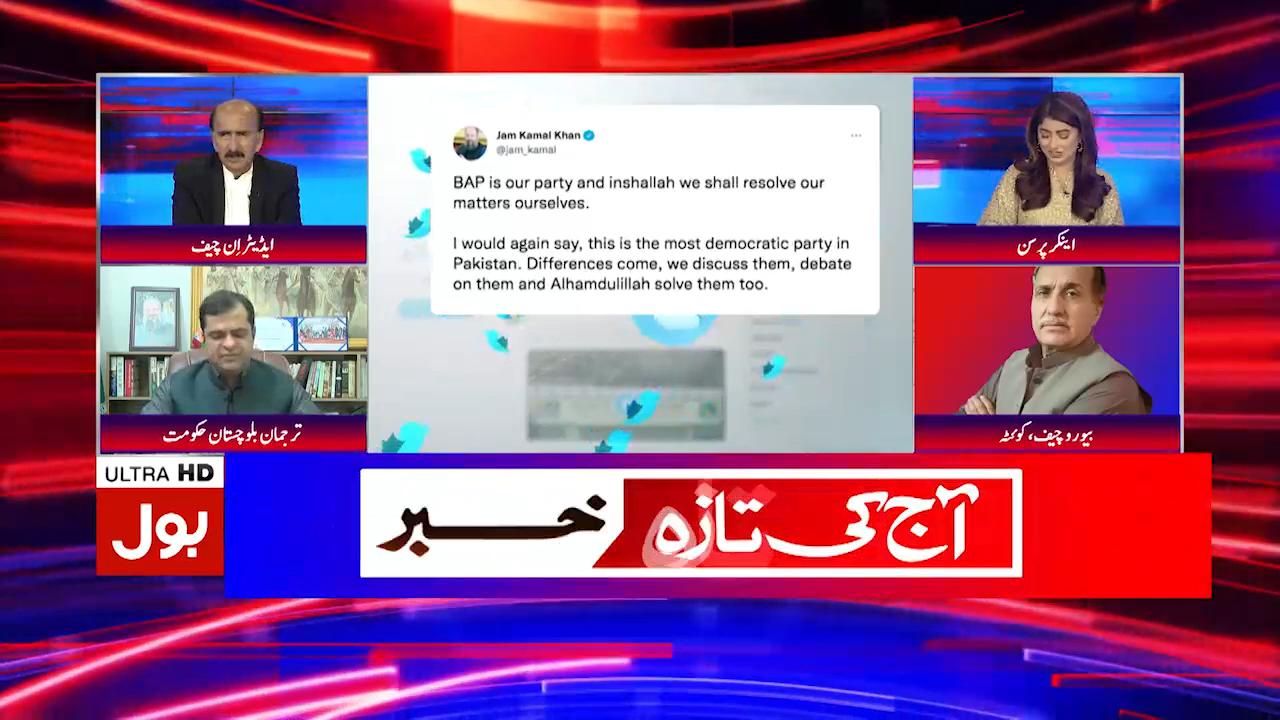 Jam Kamal Khan
@jam_kamal
BAP is our party and inshallah we shall resolve our
matters ourselves.
I would again say, this is the most democratic party in
Pakistan. Differences come, we discuss them, debate
on them and Alhamdulillah solve them too.
ایڈیٹر اِن چیف
اینکر پرسن
ترجمان بلوچستان حکومت
بیورو چیف، کوئٹہ
ULTRA HD
بول
آج کی تازہ خبر